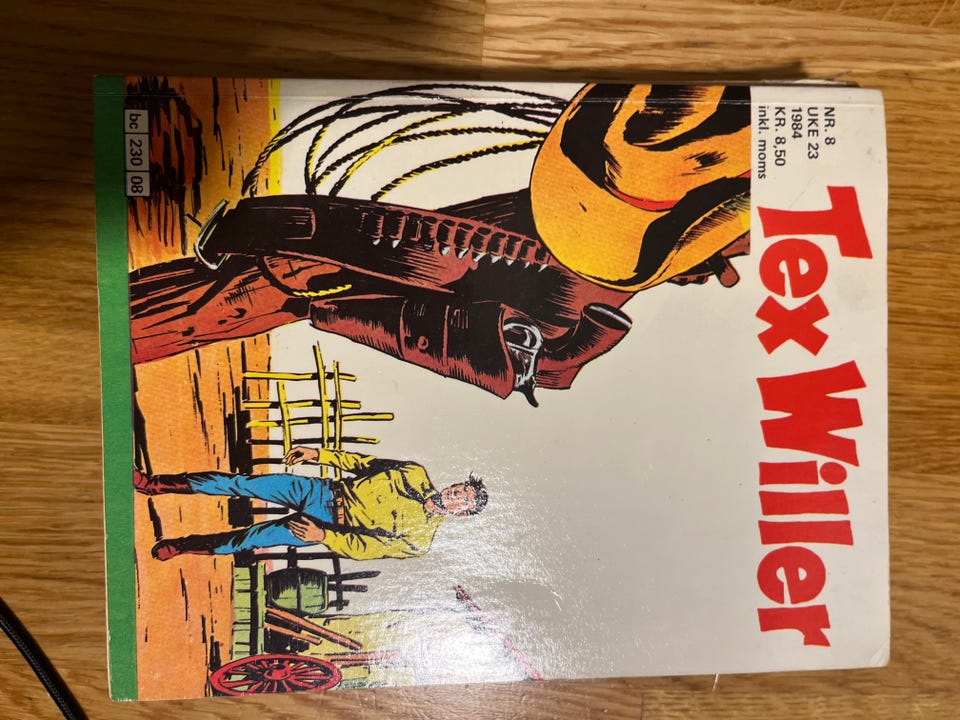 NR. 8
UKE 23
1984
KR. 8,50
inkl. moms
Tex Willer
bc 230 08